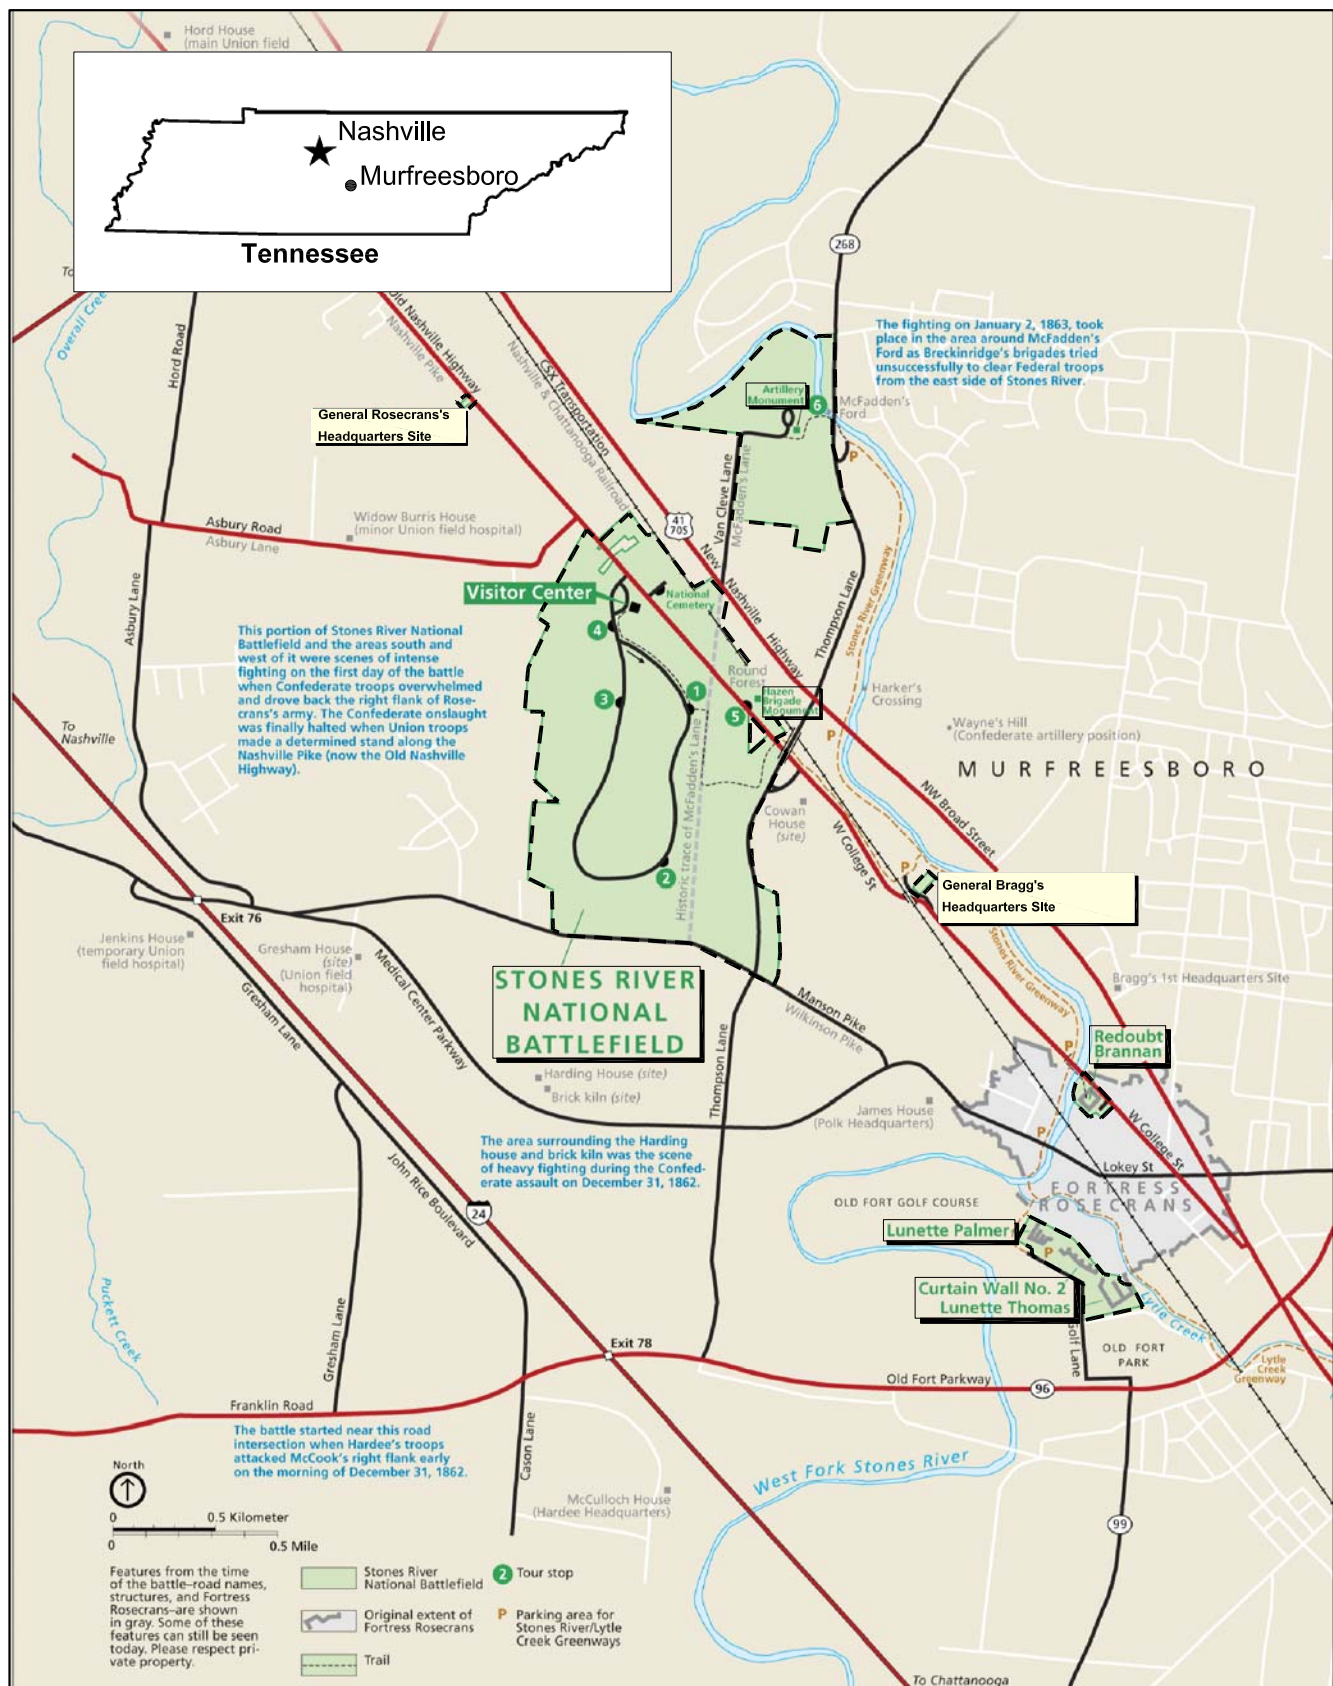 Hord House
(main Union field
Nashville
Murfreesboro
Tennessee
To
Overall Creek
Hord Road
Old Nashville Highway
Nashville Pike
CSX Transportation
Nashville & Chattanooga Railroad
268
The fighting on January 2, 1863, took
place in the area around McFadden's
Ford as Breckinridge's brigades tried
unsuccessfully to clear Federal troops
from the east side of Stones River.
General Rosecrans's
Headquarters Site
Artillery
Monument
6
McFadden's
Ford
P
Van Cleve Lane
McFadden's Lane
Asbury Road
Asbury Lane
Widow Burris House
(minor Union field hospital)
41
70S
New Nashville Highway
Stones River Greenway
Thompson Lane
Asbury Lane
Visitor Center
National
Cemetery
4
This portion of Stones River National
Battlefield and the areas south and
west of it were scenes of intense
fighting on the first day of the battle
when Confederate troops overwhelmed
and drove back the right flank of Rose-
crans's army. The Confederate onslaught
was finally halted when Union troops
made a determined stand along the
Nashville Pike (now the Old Nashville
Highway).
3
1
Round
Forest
Hazen
Brigade
Monument
5
Harker's
Crossing
P
Wayne's Hill
(Confederate artillery position)
MURFREESBORO
To
Nashville
Historic trace of McFadden's Lane
Cowan
House
(site)
W College St
NW Broad Street
2
P
General Bragg's
Headquarters SIte
Exit 76
Jenkins House
(temporary Union
field hospital)
Gresham House
(site)
(Union field
hospital)
Medical Center Parkway
Gresham Lane
STONES RIVER
NATIONAL
BATTLEFIELD
Manson Pike
Wilkinson Pike
Stones River Greenway
Bragg's 1st Headquarters Site
Redoubt
Brannan
P
Harding House (site)
Brick kiln (site)
Thompson Lane
James House
(Polk Headquarters)
W College St
P
Lokey St
The area surrounding the Harding
house and brick kiln was the scene
of heavy fighting during the Confed-
erate assault on December 31, 1862.
John Rice Boulevard
24
FORTRESS
ROSECRANS
OLD FORT GOLF COURSE
Lunette Palmer
P
Curtain Wall No. 2
Lunette Thomas
Lytle Creek
Golf Lane
OLD FORT
PARK
Lytle
Creek
Greenway
Puckett Creek
Gresham Lane
Exit 78
Old Fort Parkway
96
Franklin Road
The battle started near this road
intersection when Hardee's troops
attacked McCook's right flank early
on the morning of December 31, 1862.
Cason Lane
West Fork Stones River
McCulloch House
(Hardee Headquarters)
99
North
0 0.5 Kilometer
0 0.5 Mile
Features from the time
of the battle–road names,
structures, and Fortress
Rosecrans–are shown
in gray. Some of these
features can still be seen
today. Please respect pri-
vate property.
Stones River
National Battlefield
Original extent of
Fortress Rosecrans
Trail
2 Tour stop
P Parking area for
Stones River/Lytle
Creek Greenways
To Chattanooga